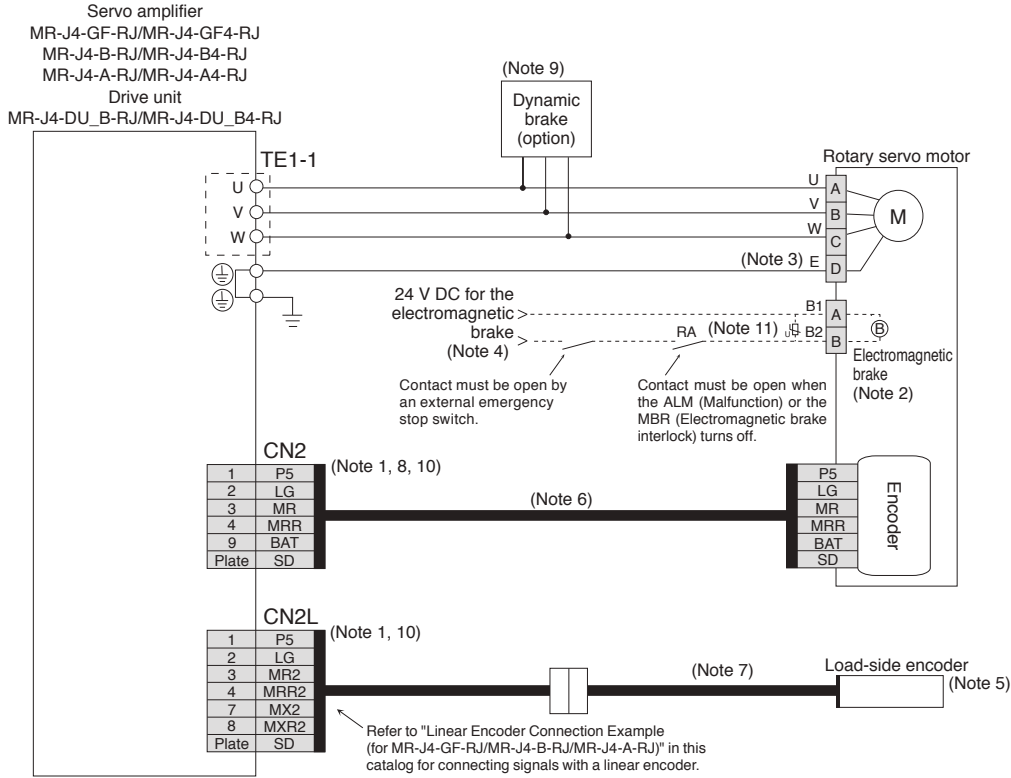 Servo amplifier
MR-J4-GF-RJ/MR-J4-GF4-RJ
MR-J4-B-RJ/MR-J4-B4-RJ
MR-J4-A-RJ/MR-J4-A4-RJ
Drive unit
MR-J4-DU_B-RJ/MR-J4-DU_B4-RJ
(Note 9)
Dynamic
brake
(option)
TE1-1
U
V
W
Rotary servo motor
U
A
V
B
W
C
(Note 3) E
D
M
24 V DC for the
electromagnetic
brake
(Note 4)
RA
(Note 11)
U
B1
A
B2
B
B
Electromagnetic
brake
(Note 2)
Contact must be open by
an external emergency
stop switch.
Contact must be open when
the ALM (Malfunction) or the
MBR (Electromagnetic brake
interlock) turns off.
CN2
(Note 1, 8, 10)
1 P5
2 LG
3 MR
4 MRR
9 BAT
Plate SD
(Note 6)
P5
LG
MR
MRR
BAT
SD
Encoder
CN2L
(Note 1, 10)
1 P5
2 LG
3 MR2
4 MRR2
7 MX2
8 MXR2
Plate SD
(Note 7)
Load-side encoder
(Note 5)
Refer to "Linear Encoder Connection Example
(for MR-J4-GF-RJ/MR-J4-B-RJ/MR-J4-A-RJ)" in this
catalog for connecting signals with a linear encoder.